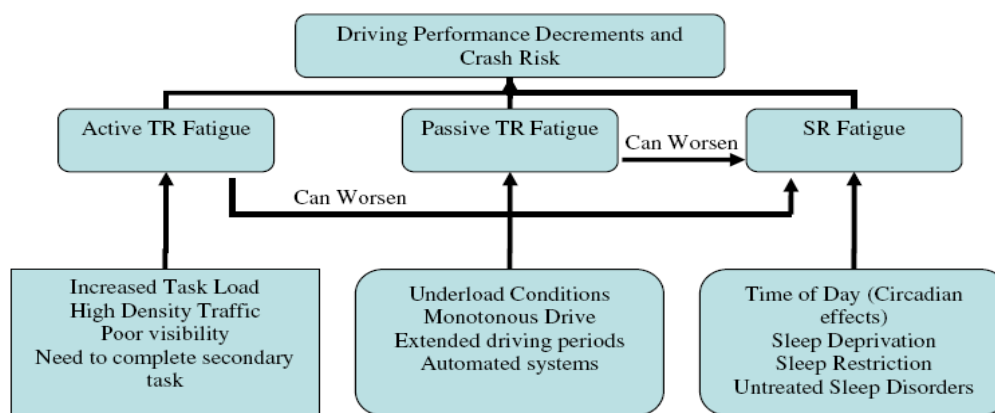 Driving Performance Decrements and
Crash Risk
Active TR Fatigue
Passive TR Fatigue
SR Fatigue
Can Worsen
Can Worsen
Increased Task Load
High Density Traffic
Poor visibility
Need to complete secondary
task
Underload Conditions
Monotonous Drive
Extended driving periods
Automated systems
Time of Day (Circadian
effects)
Sleep Deprivation
Sleep Restriction
Untreated Sleep Disorders